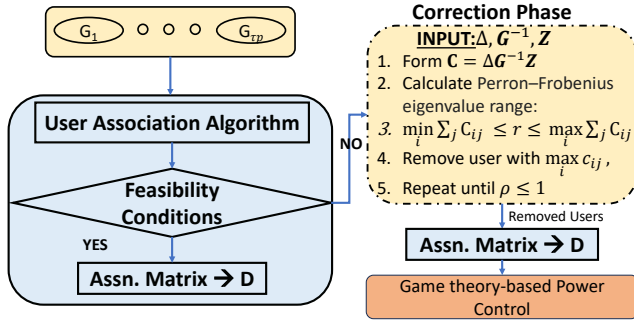 G₁ ○ ○ ○ G_τp
User Association Algorithm
Feasibility
Conditions
NO
YES
Assn. Matrix → D
Correction Phase
INPUT:Δ, G⁻¹, Z
1. Form C = ΔG⁻¹Z
2. Calculate Perron–Frobenius
eigenvalue range:
3. min_i ∑_j C_ij ≤ r ≤ max_i ∑_j C_ij
4. Remove user with max_i c_ij ,
5. Repeat until ρ ≤ 1
Removed Users
Assn. Matrix → D
Game theory-based Power
Control